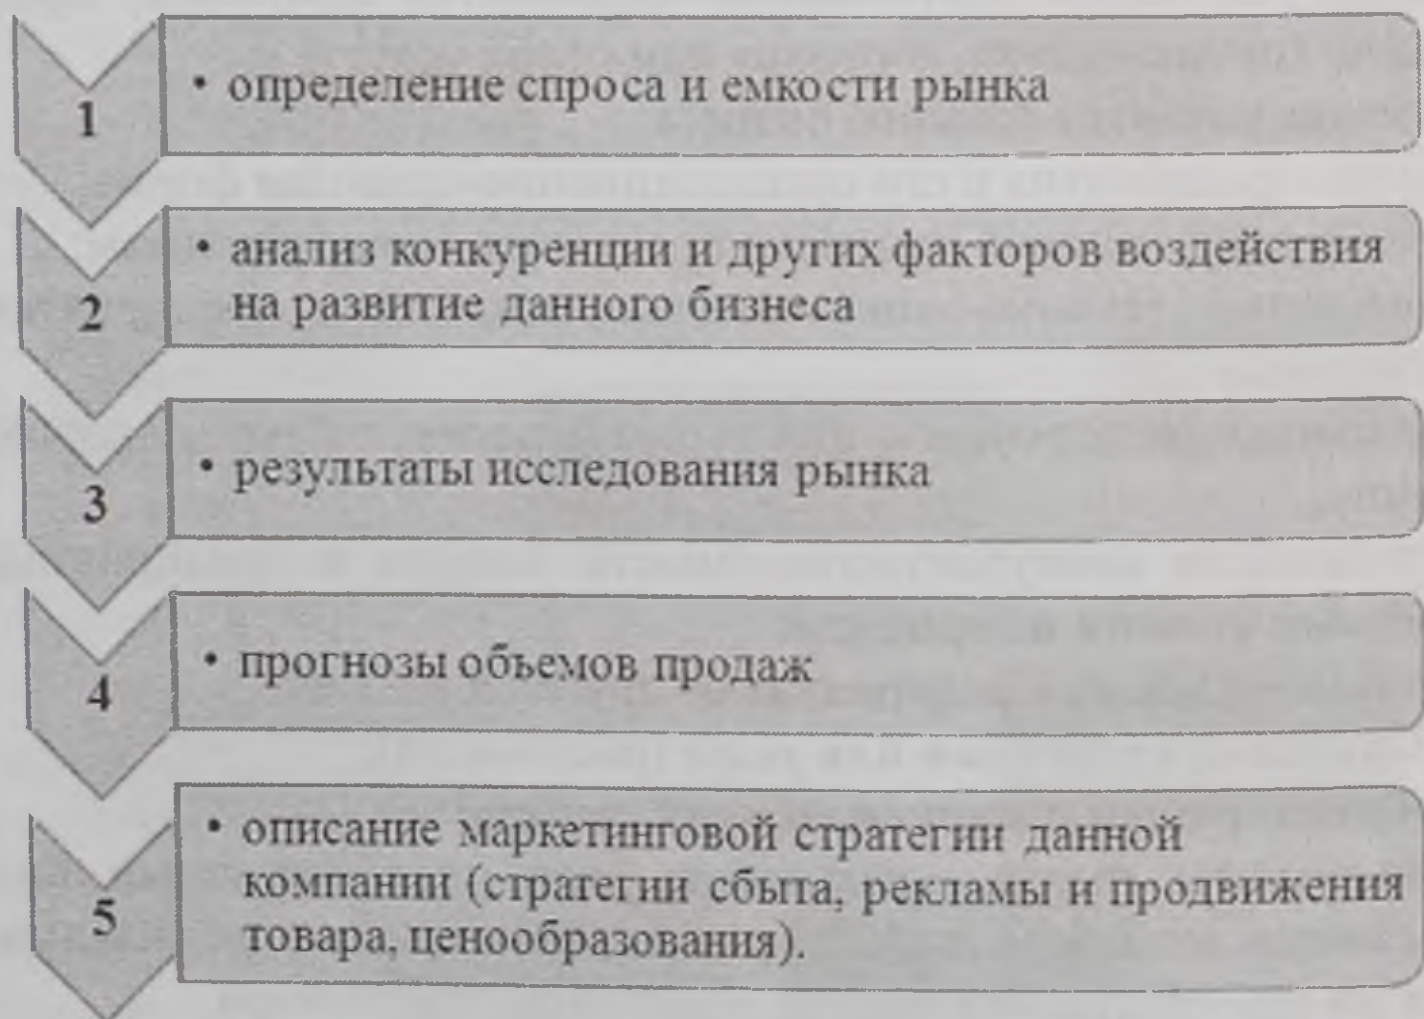 1
• определение спроса и емкости рынка
2
• анализ конкуренции и других факторов воздействия
на развитие данного бизнеса
3
• результаты исследования рынка
4
• прогнозы объемов продаж
5
• описание маркетинговой стратегии данной
компании (стратегии сбыта, рекламы и продвижения
товара, ценообразования).